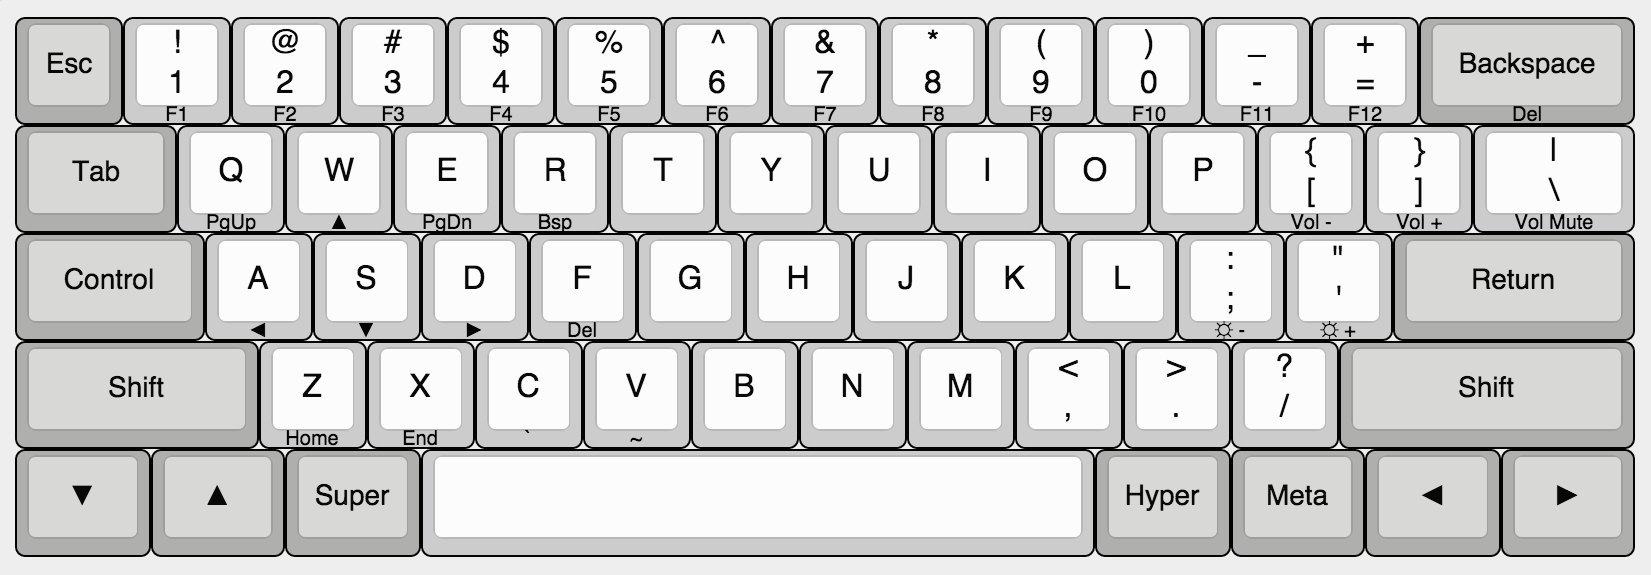 Esc ! @ # $ % ^ & * ( ) _ + Backspace
1 2 3 4 5 6 7 8 9 0 - =
F1 F2 F3 F4 F5 F6 F7 F8 F9 F10 F11 F12 Del
Tab Q W E R T Y U I O P { } |
[ ] \
PgUp ▲ PgDn Bsp Vol - Vol + Vol Mute
Control A S D F G H J K L : " Return
; '
◀ ▼ ▶ Del ☼ - ☼ +
Shift Z X C V B N M < > ? Shift
, . /
Home End ` ~
▼ ▲ Super Hyper Meta ◀ ▶